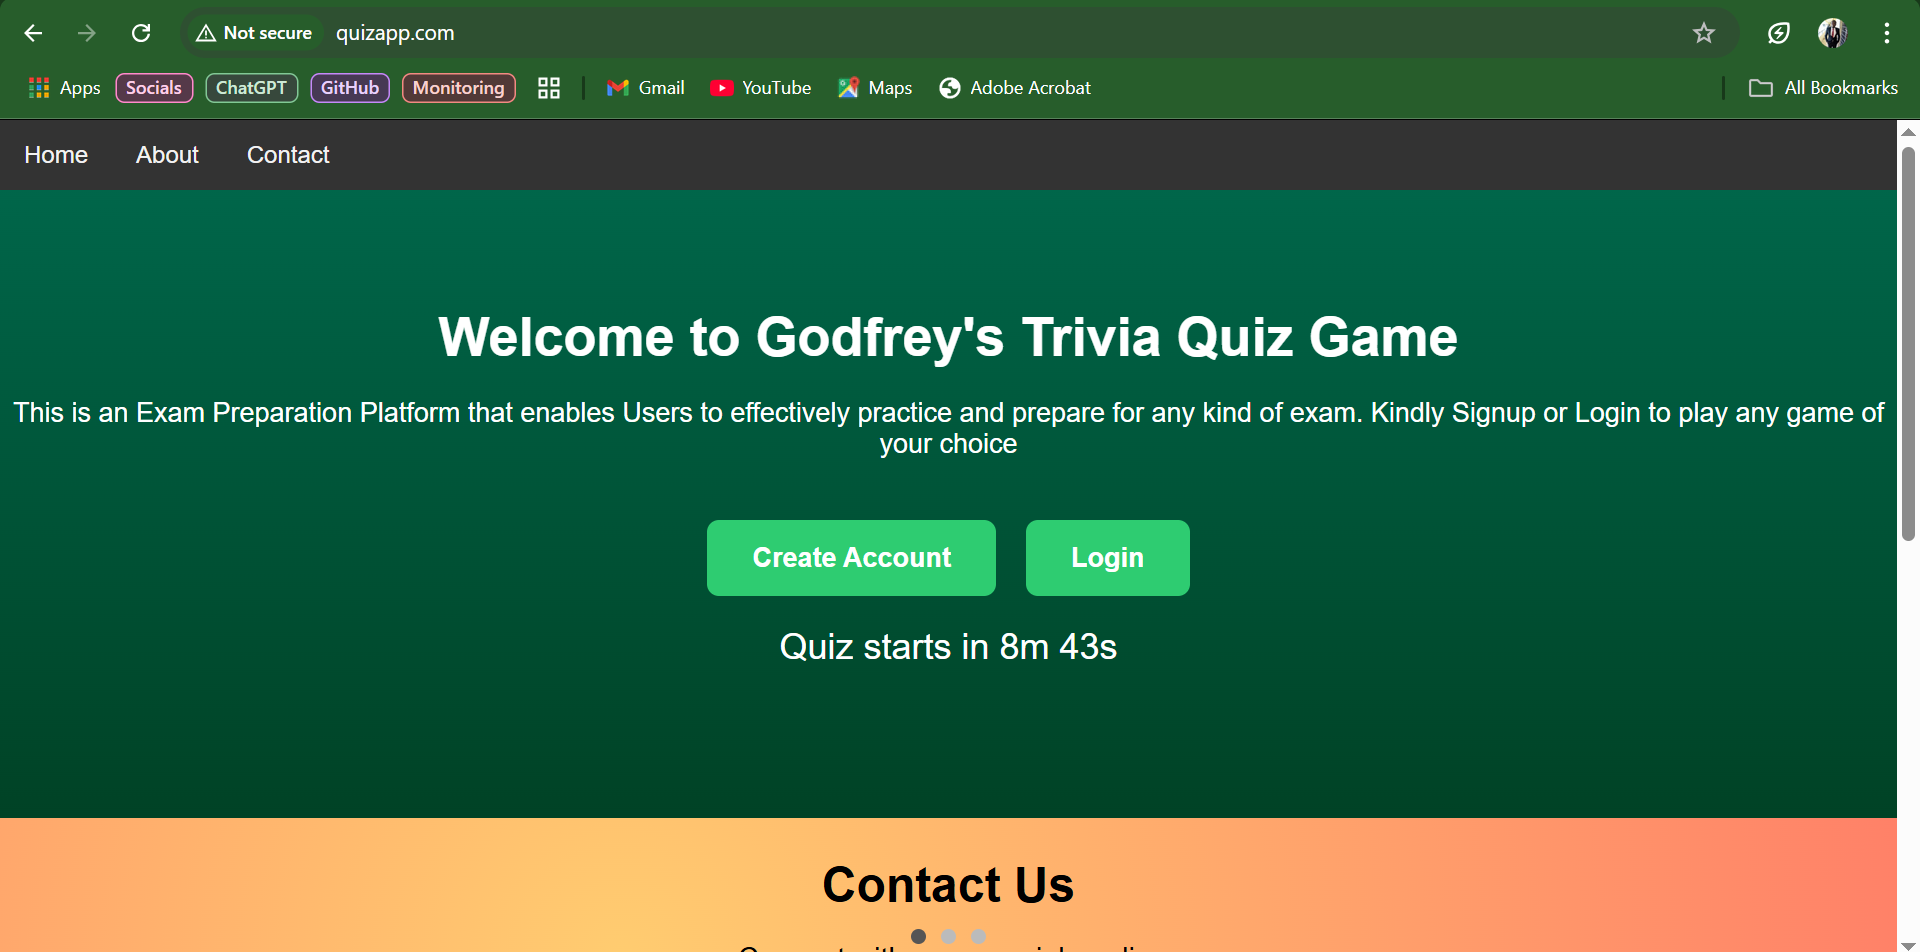 Not secure quizapp.com
Apps Socials ChatGPT GitHub Monitoring Gmail YouTube Maps Adobe Acrobat All Bookmarks
Home About Contact
Welcome to Godfrey's Trivia Quiz Game
This is an Exam Preparation Platform that enables Users to effectively practice and prepare for any kind of exam. Kindly Signup or Login to play any game of
your choice
Create Account Login
Quiz starts in 8m 43s
Contact Us